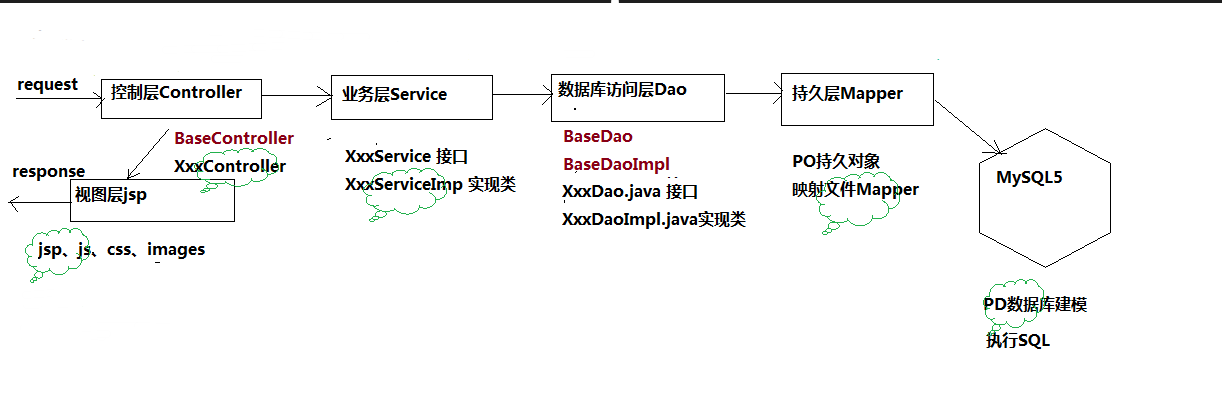 request
控制层Controller
业务层Service
数据库访问层Dao
持久层Mapper
BaseController
XxxController
response
视图层jsp
jsp、js、css、images
XxxService 接口
XxxServiceImp 实现类
BaseDao
BaseDaoImpl
XxxDao.java 接口
XxxDaoImpl.java实现类
PO持久对象
映射文件Mapper
MySQL5
PD数据库建模
执行SQL